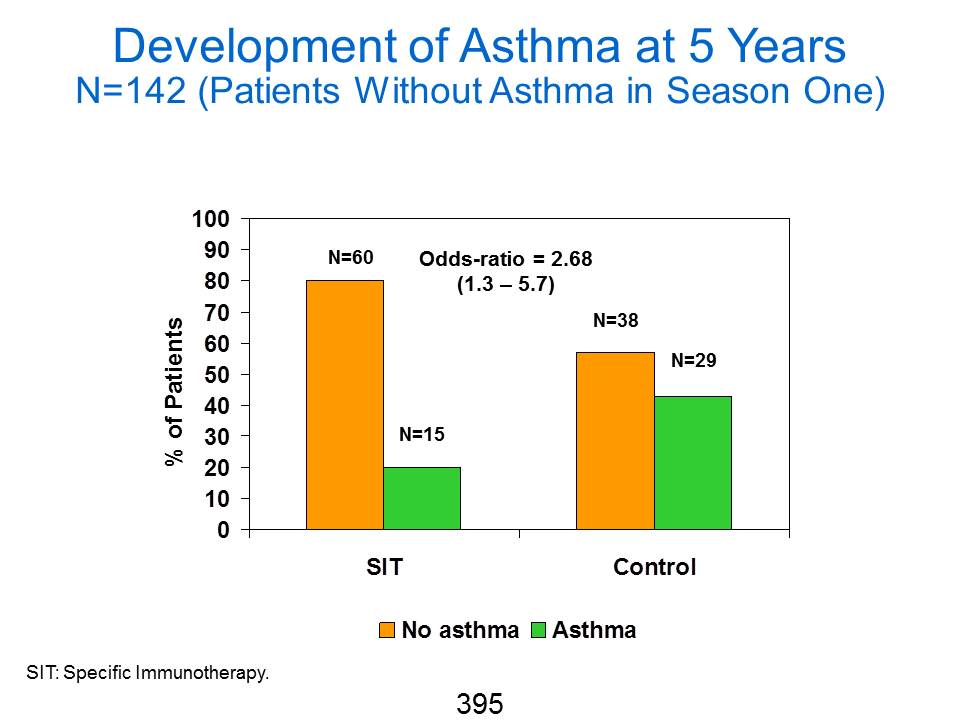 Development of Asthma at 5 Years
N=142 (Patients Without Asthma in Season One)
% of Patients
100
90
80
70
60
50
40
30
20
10
0
N=60
Odds-ratio = 2.68
(1.3 – 5.7)
N=38
N=29
N=15
SIT
Control
No asthma
Asthma
SIT: Specific Immunotherapy.
395